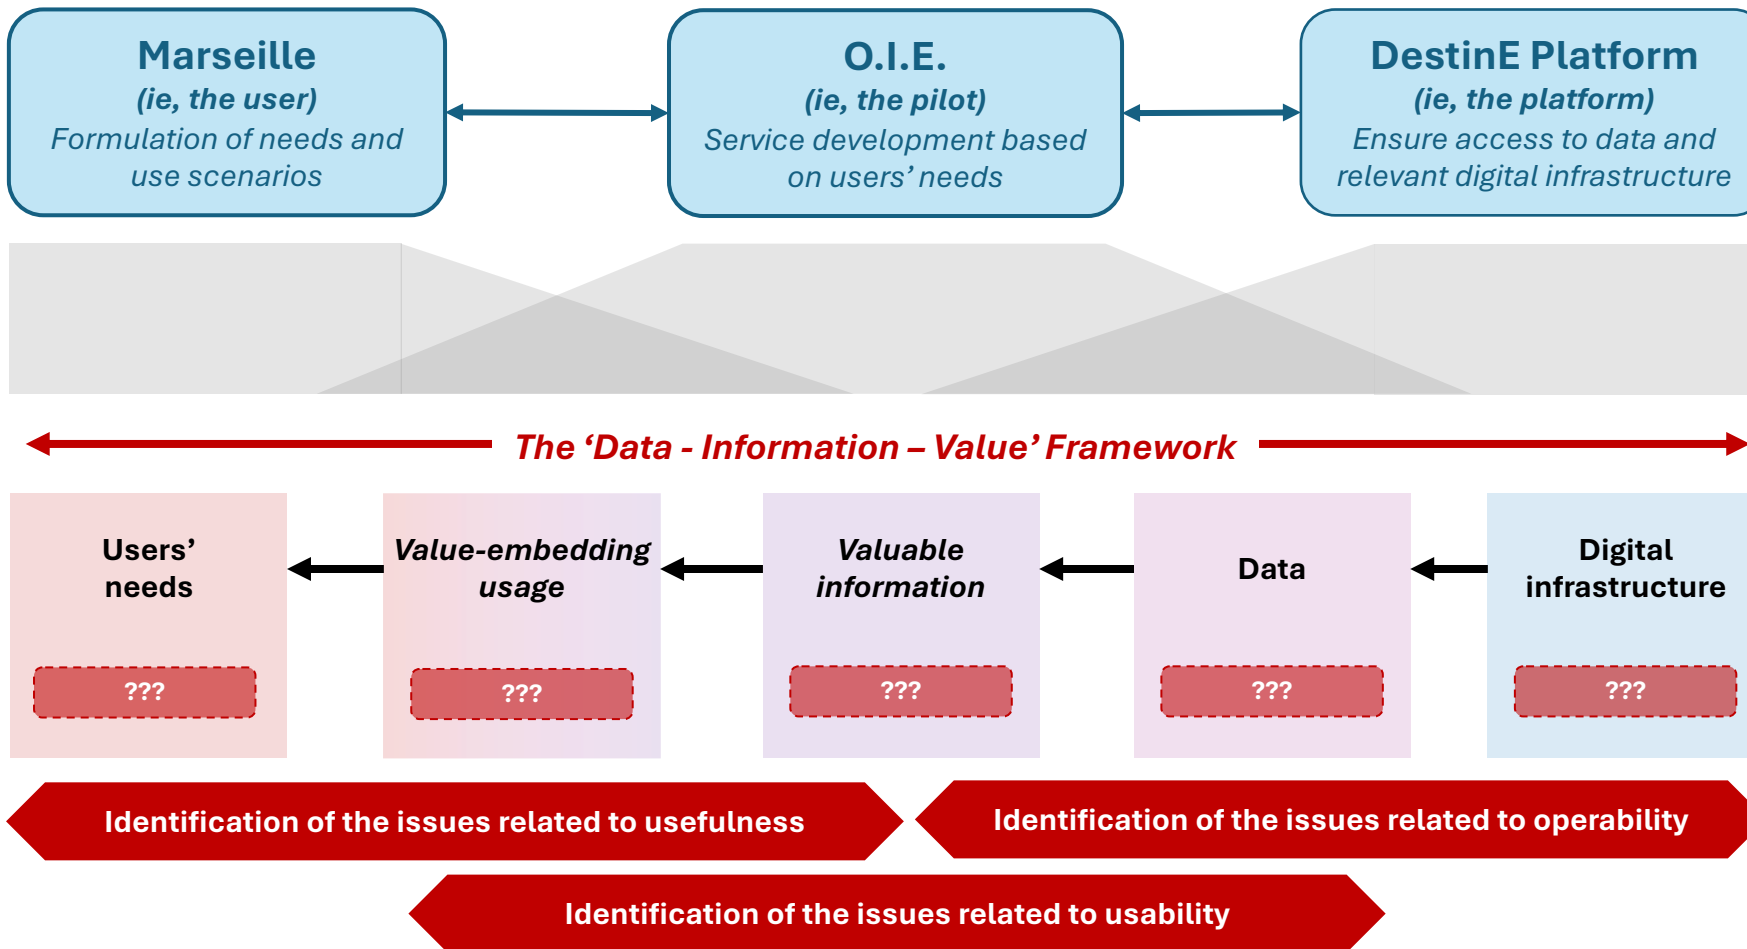 Marseille
(ie, the user)
Formulation of needs and
use scenarios
O.I.E.
(ie, the pilot)
Service development based
on users’ needs
DestinE Platform
(ie, the platform)
Ensure access to data and
relevant digital infrastructure
The ‘Data - Information – Value’ Framework
Users’
needs
???
Value-embedding
usage
???
Valuable
information
???
Data
???
Digital
infrastructure
???
Identification of the issues related to usefulness
Identification of the issues related to operability
Identification of the issues related to usability